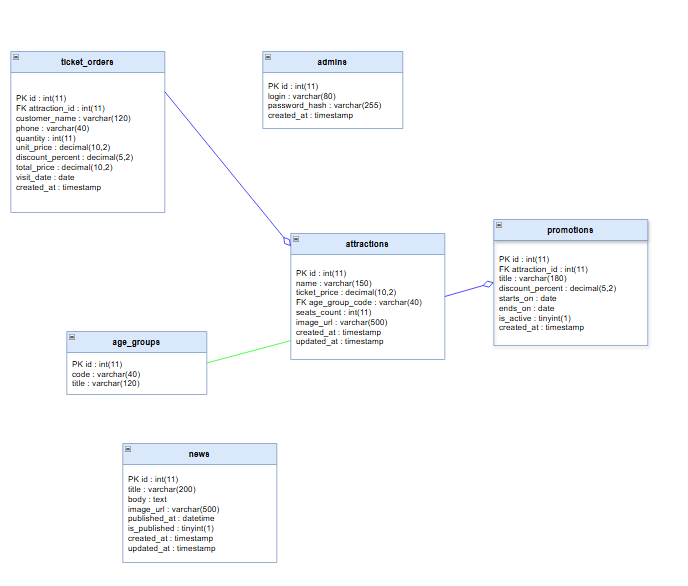 ticket_orders
PK id : int(11)
FK attraction_id : int(11)
customer_name : varchar(120)
phone : varchar(40)
quantity : int(11)
unit_price : decimal(10,2)
discount_percent : decimal(5,2)
total_price : decimal(10,2)
visit_date : date
created_at : timestamp
admins
PK id : int(11)
login : varchar(80)
password_hash : varchar(255)
created_at : timestamp
attractions
PK id : int(11)
name : varchar(150)
ticket_price : decimal(10,2)
FK age_group_code : varchar(40)
seats_count : int(11)
image_url : varchar(500)
created_at : timestamp
updated_at : timestamp
promotions
PK id : int(11)
FK attraction_id : int(11)
title : varchar(180)
discount_percent : decimal(5,2)
starts_on : date
ends_on : date
is_active : tinyint(1)
created_at : timestamp
age_groups
PK id : int(11)
code : varchar(40)
title : varchar(120)
news
PK id : int(11)
title : varchar(200)
body : text
image_url : varchar(500)
published_at : datetime
is_published : tinyint(1)
created_at : timestamp
updated_at : timestamp